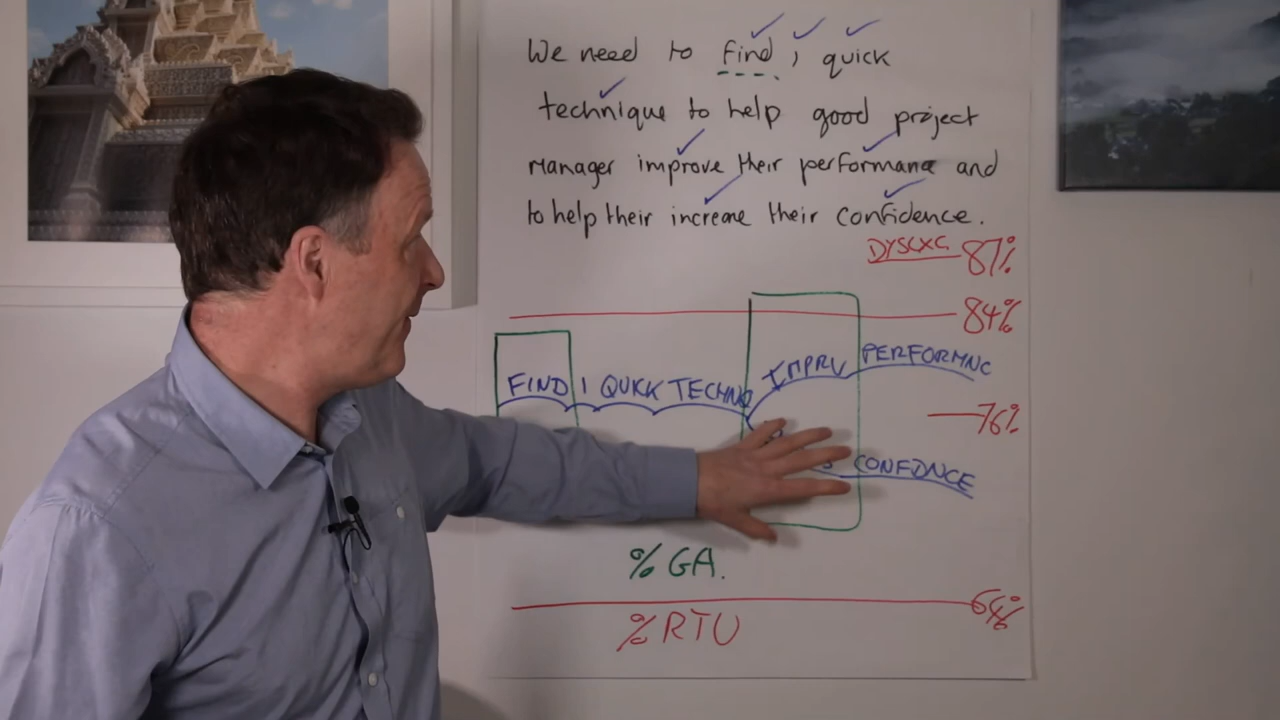 We need to find 1 quick
technique to help good project
manager improve their performance and
to help their increase their confidence.
DYSLXC 87%
84%
IMPRV PERFORMNC
FIND 1 QUICK TECHNQ
76%
CONFDNCE
% GA.
64%
% RTU